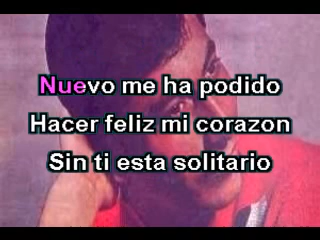 Nuevo me ha podido
Hacer feliz mi corazon
Sin ti esta solitario